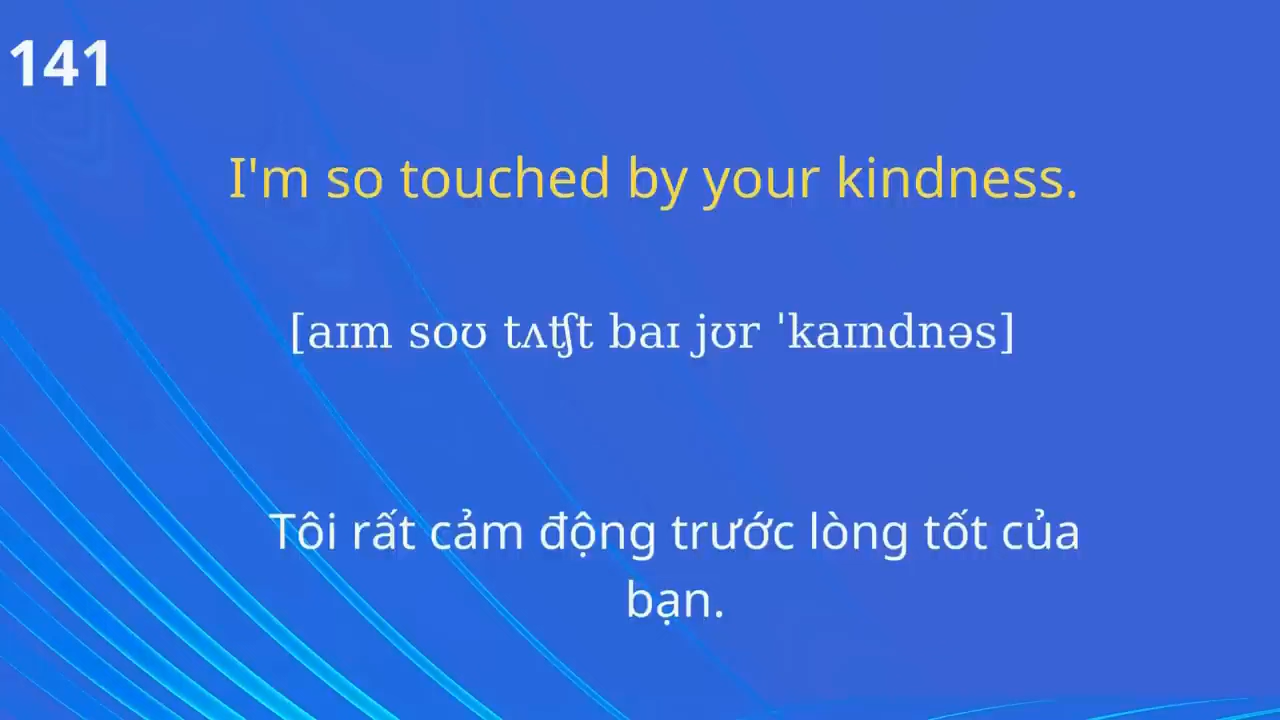 141
I'm so touched by your kindness.
[aɪm soʊ tʌʧt baɪ jʊr ˈkaɪndnəs]
Tôi rất cảm động trước lòng tốt của
bạn.